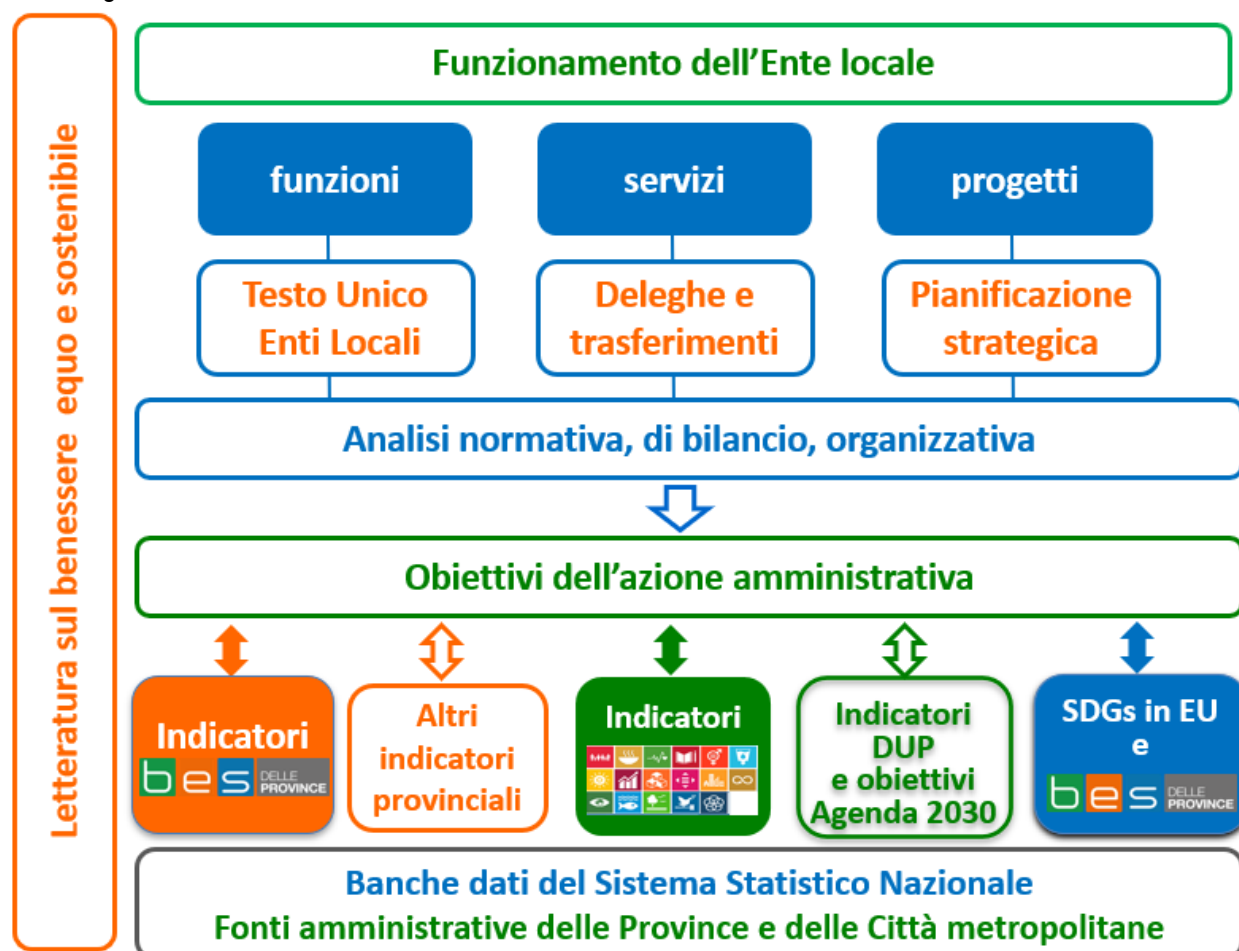 Letteratura sul benessere equo e sostenibile
Funzionamento dell'Ente locale
funzioni
servizi
progetti
Testo Unico
Enti Locali
Deleghe e
trasferimenti
Pianificazione
strategica
Analisi normativa, di bilancio, organizzativa
Obiettivi dell'azione amministrativa
Indicatori
bes DELLE
PROVINCE
Altri
indicatori
provinciali
Indicatori
Indicatori
DUP
e obiettivi
Agenda 2030
SDGs in EU
e
bes DELLE
PROVINCE
Banche dati del Sistema Statistico Nazionale
Fonti amministrative delle Province e delle Città metropolitane